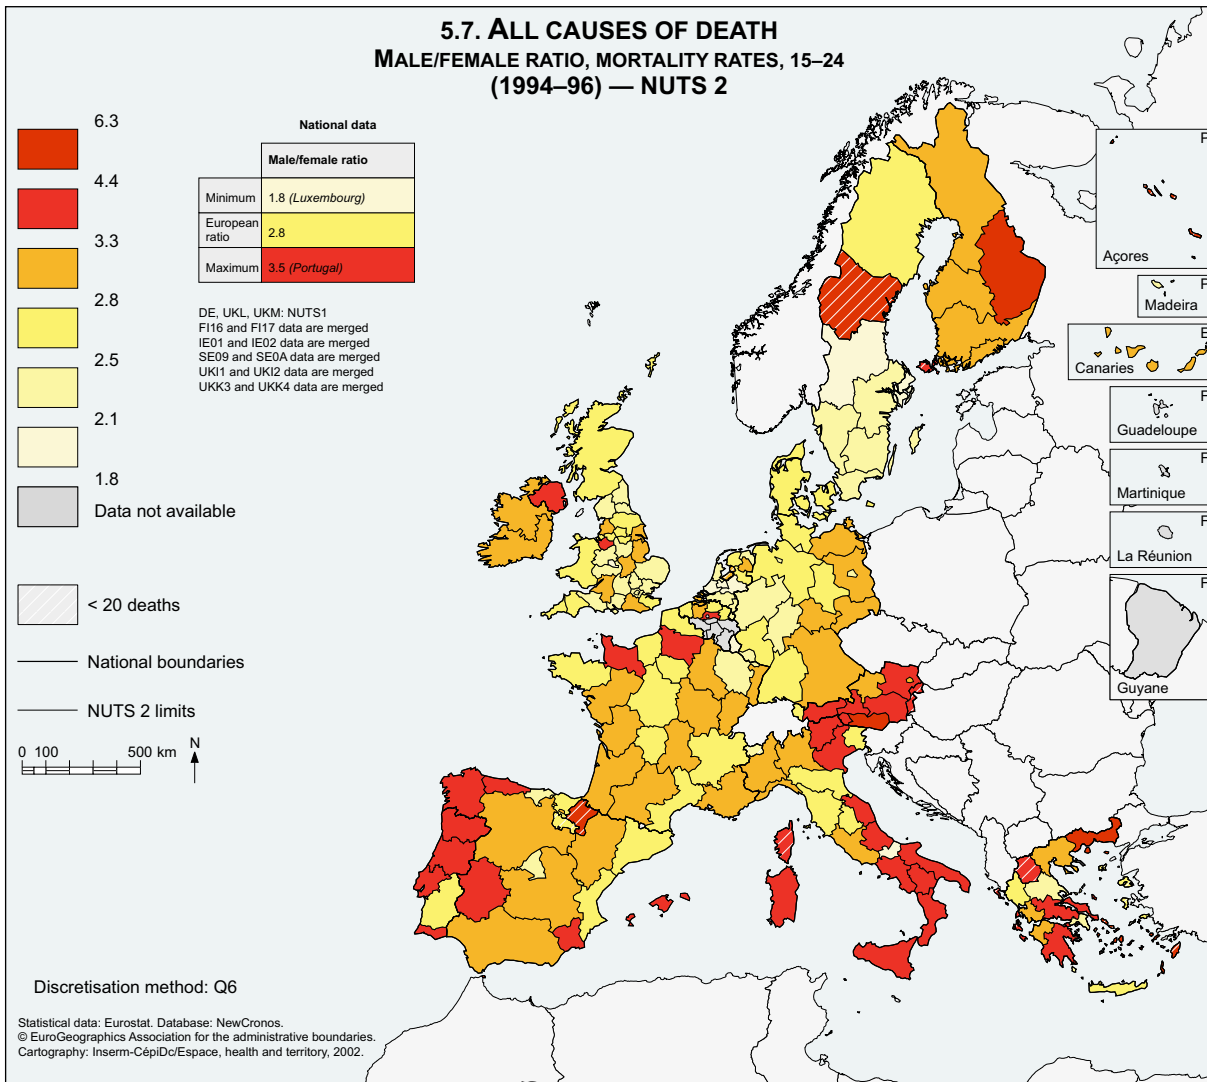 5.7. ALL CAUSES OF DEATH
MALE/FEMALE RATIO, MORTALITY RATES, 15–24
(1994–96) — NUTS 2
6.3
4.4
3.3
2.8
2.5
2.1
1.8
Data not available
< 20 deaths
National boundaries
NUTS 2 limits
0 100 500 km
N
National data
Male/female ratio
Minimum 1.8 (Luxembourg)
European ratio 2.8
Maximum 3.5 (Portugal)
DE, UKL, UKM: NUTS1
FI16 and FI17 data are merged
IE01 and IE02 data are merged
SE09 and SE0A data are merged
UKI1 and UKI2 data are merged
UKK3 and UKK4 data are merged
F
Açores
F
Madeira
E
Canaries
F
Guadeloupe
F
Martinique
F
La Réunion
F
Guyane
Discretisation method: Q6
Statistical data: Eurostat. Database: NewCronos.
© EuroGeographics Association for the administrative boundaries.
Cartography: Inserm-CépiDc/Espace, health and territory, 2002.